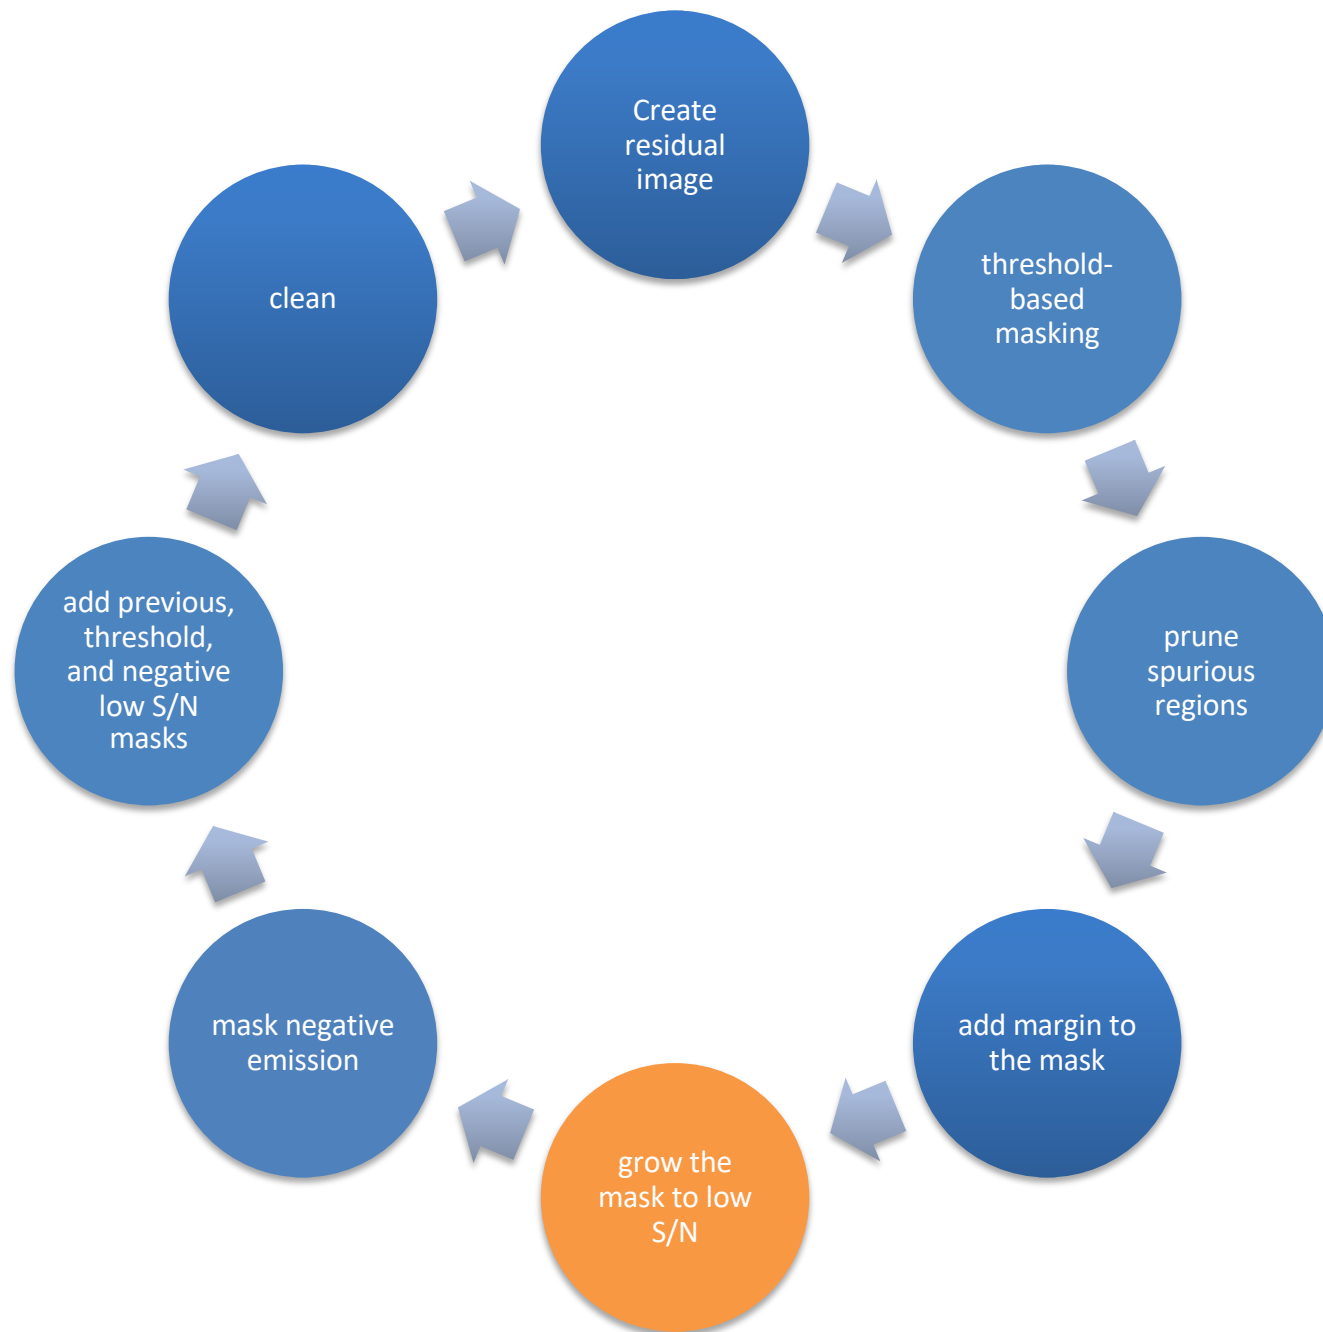 Create
residual
image
threshold-
based
masking
prune
spurious
regions
add margin to
the mask
grow the
mask to low
S/N
mask negative
emission
add previous,
threshold,
and negative
low S/N
masks
clean